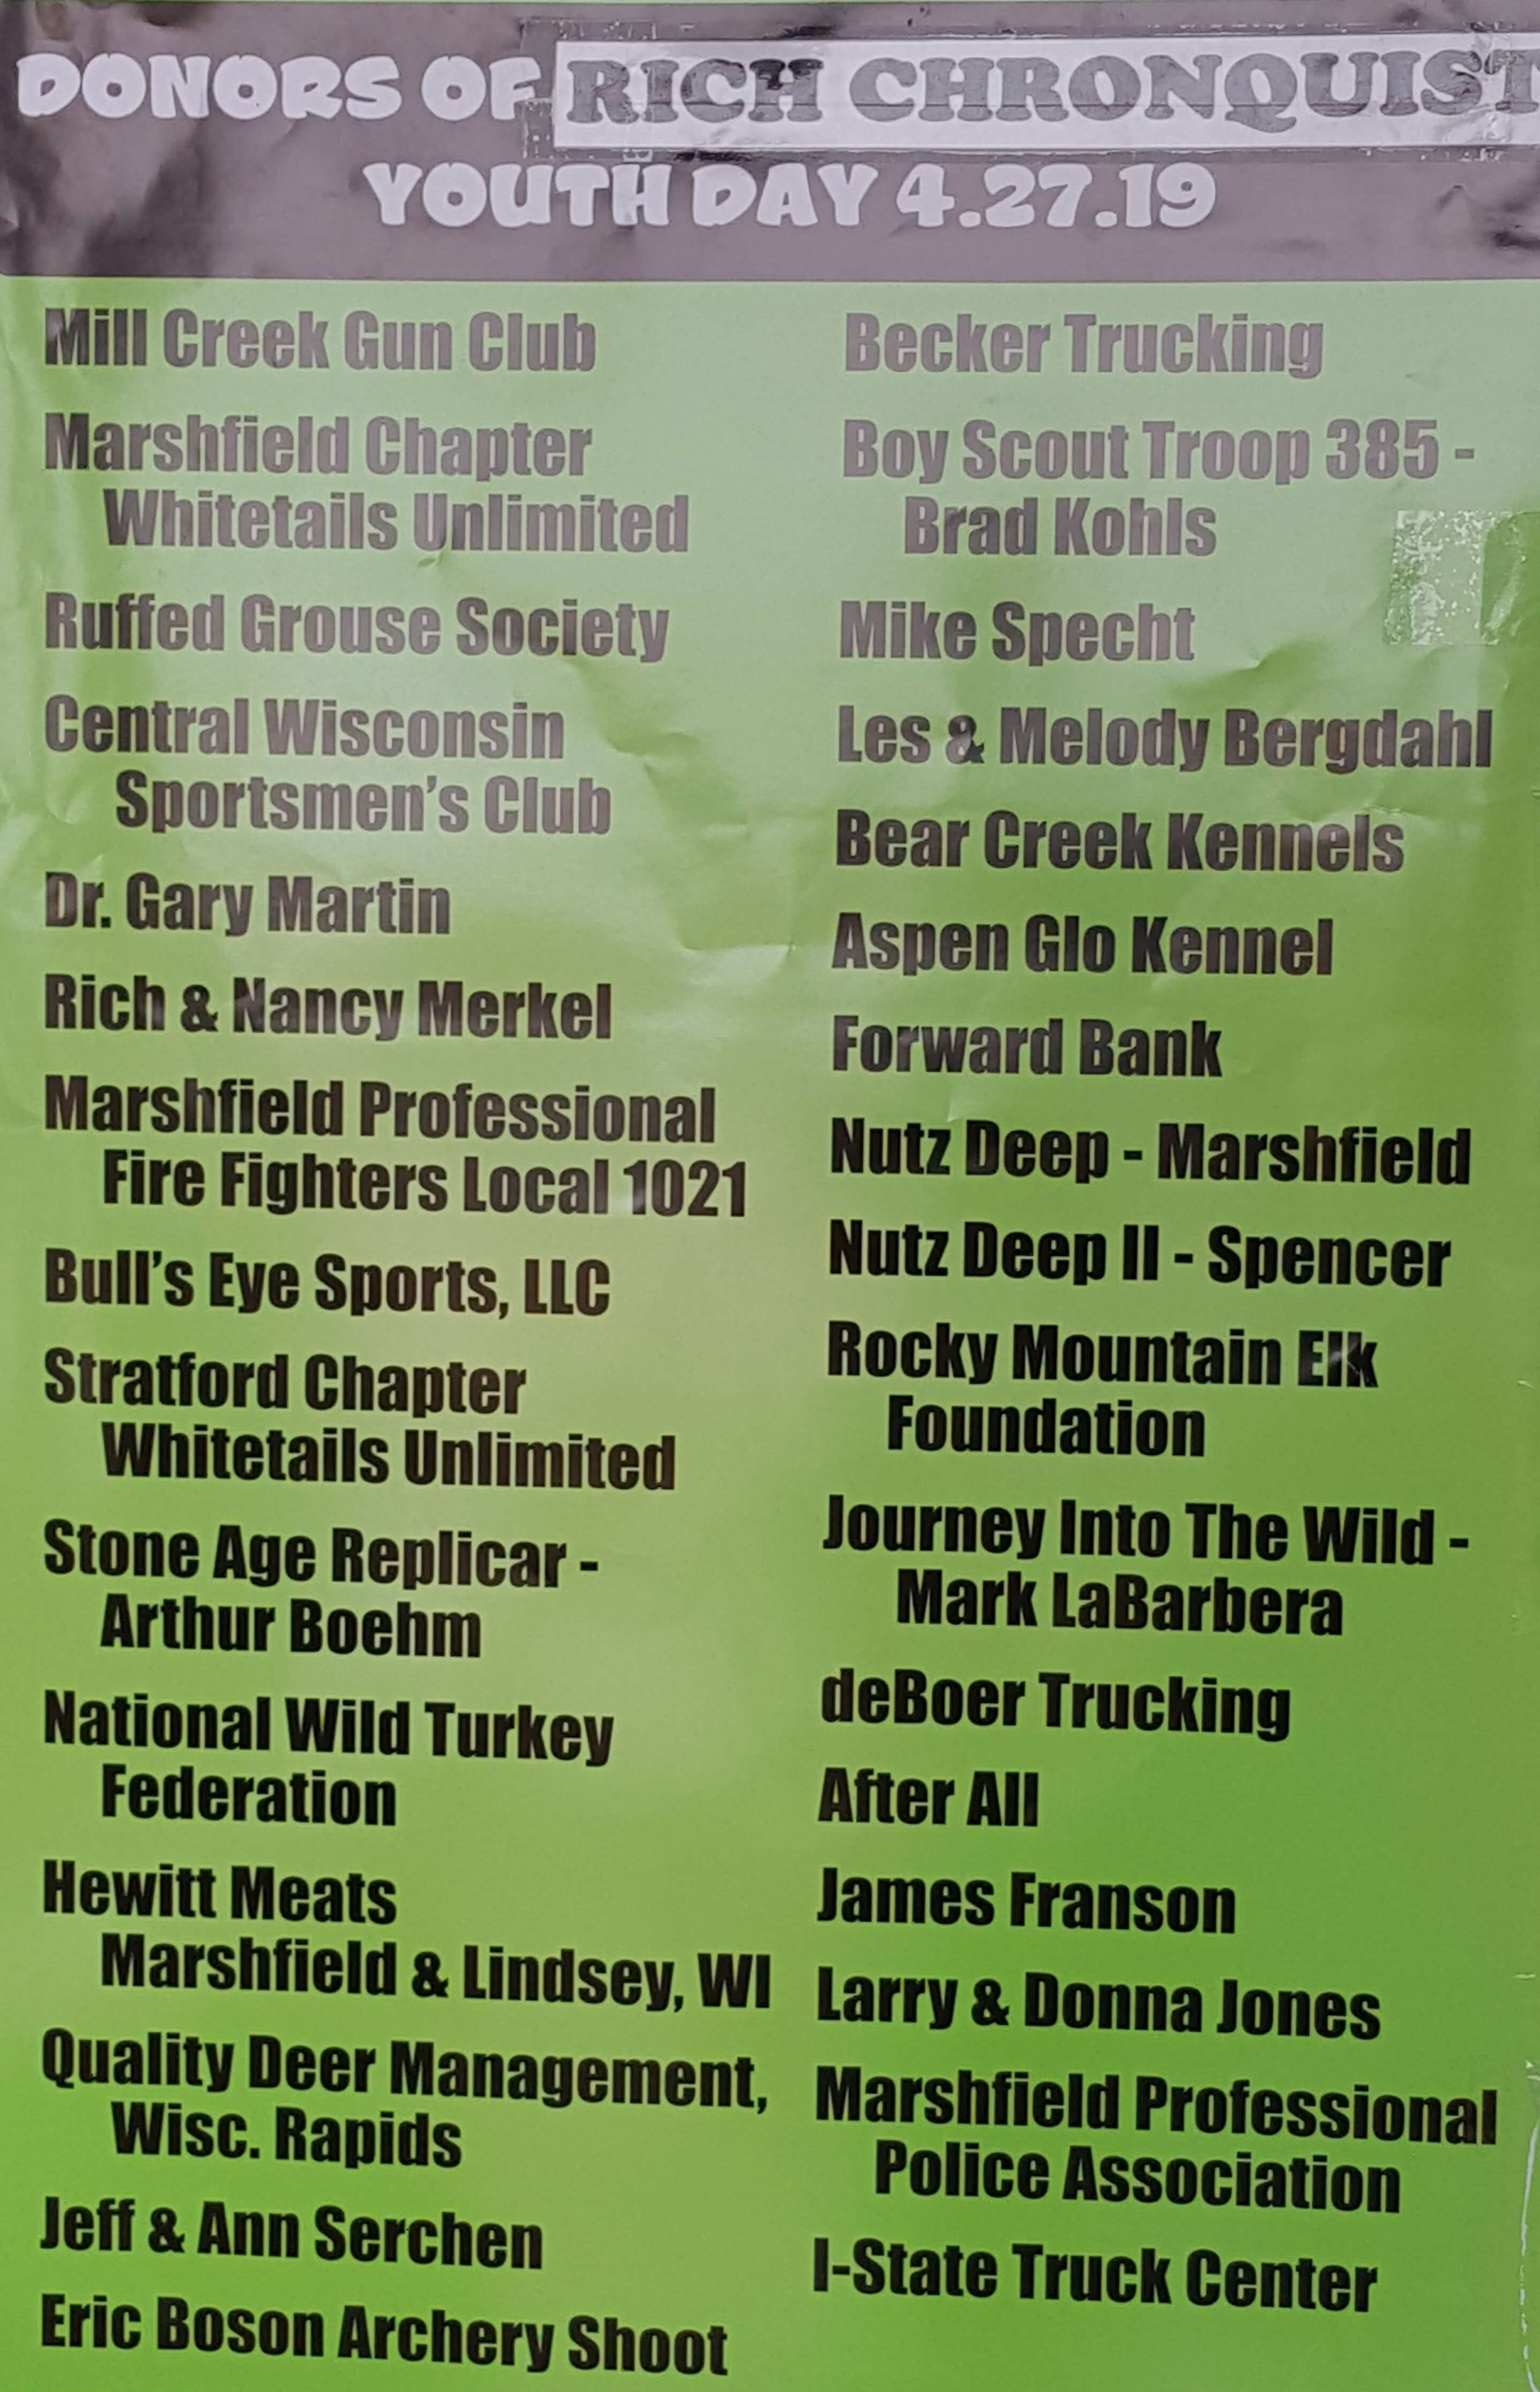 DONORS OF RICH CHRONQUIST
YOUTH DAY 4.27.19
Mill Creek Gun Club
Marshfield Chapter
Whitetails Unlimited
Ruffed Grouse Society
Central Wisconsin
Sportsmen's Club
Dr. Gary Martin
Rich & Nancy Merkel
Marshfield Professional
Fire Fighters Local 1021
Bull's Eye Sports, LLC
Stratford Chapter
Whitetails Unlimited
Stone Age Replicar -
Arthur Boehm
National Wild Turkey
Federation
Hewitt Meats
Marshfield & Lindsey, WI
Quality Deer Management,
Wisc. Rapids
Jeff & Ann Serchen
Eric Boson Archery Shoot
Becker Trucking
Boy Scout Troop 385 -
Brad Kohls
Mike Specht
Les & Melody Bergdahl
Bear Creek Kennels
Aspen Glo Kennel
Forward Bank
Nutz Deep - Marshfield
Nutz Deep II - Spencer
Rocky Mountain Elk
Foundation
Journey Into The Wild -
Mark LaBarbera
deBoer Trucking
After All
James Franson
Larry & Donna Jones
Marshfield Professional
Police Association
I-State Truck Center